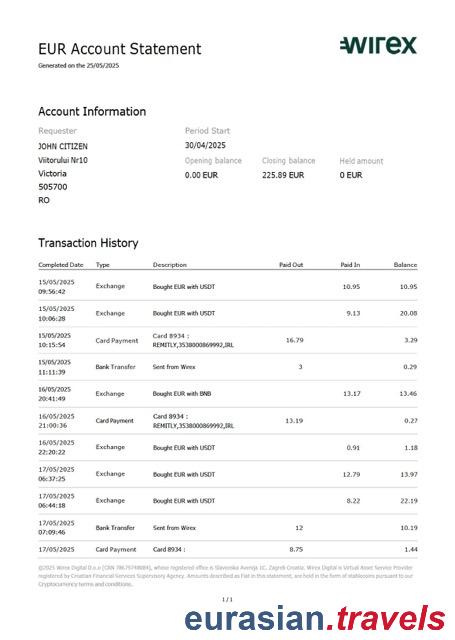 EUR Account Statement
wirex
Generated on the 25/05/2025
Account Information
Requester Period Start
JOHN CITIZEN 30/04/2025
Viitorului Nr10 Opening balance Closing balance Held amount
Victoria 0.00 EUR 225.89 EUR 0 EUR
505700
RO
Transaction History
Completed Date Type Description Paid Out Paid In Balance
15/05/2025
09:56:42 Exchange Bought EUR with USDT 10.95 10.95
15/05/2025
10:06:28 Exchange Bought EUR with USDT 9.13 20.08
15/05/2025
10:15:54 Card Payment Card 8934 :
REMITLY,3538000869992,IRL 16.79 3.29
15/05/2025
11:11:39 Bank Transfer Sent from Wirex 3 0.29
16/05/2025
20:41:49 Exchange Bought EUR with BNB 13.17 13.46
16/05/2025
21:00:36 Card Payment Card 8934 :
REMITLY,3538000869992,IRL 13.19 0.27
16/05/2025
22:20:22 Exchange Bought EUR with USDT 0.91 1.18
17/05/2025
06:37:25 Exchange Bought EUR with USDT 12.79 13.97
17/05/2025
06:44:18 Exchange Bought EUR with USDT 8.22 22.19
17/05/2025
07:09:46 Bank Transfer Sent from Wirex 12 10.19
17/05/2025 Card Payment Card 8934 : 8.75 1.44
©2025 Wirex Digital D.o.o (CRN 78679748084), whose registered office is Slavonska Avenija 1C, Zagreb Croatia. Wirex Digital is Virtual Asset Service Provider
registered by Croatian Financial Services Supervisory Agency. Amounts described as Fiat in this statement, are held in the form of stablecoins pursuant to our
Cryptocurrency terms and conditions.
1 / 1
eurasian.travels